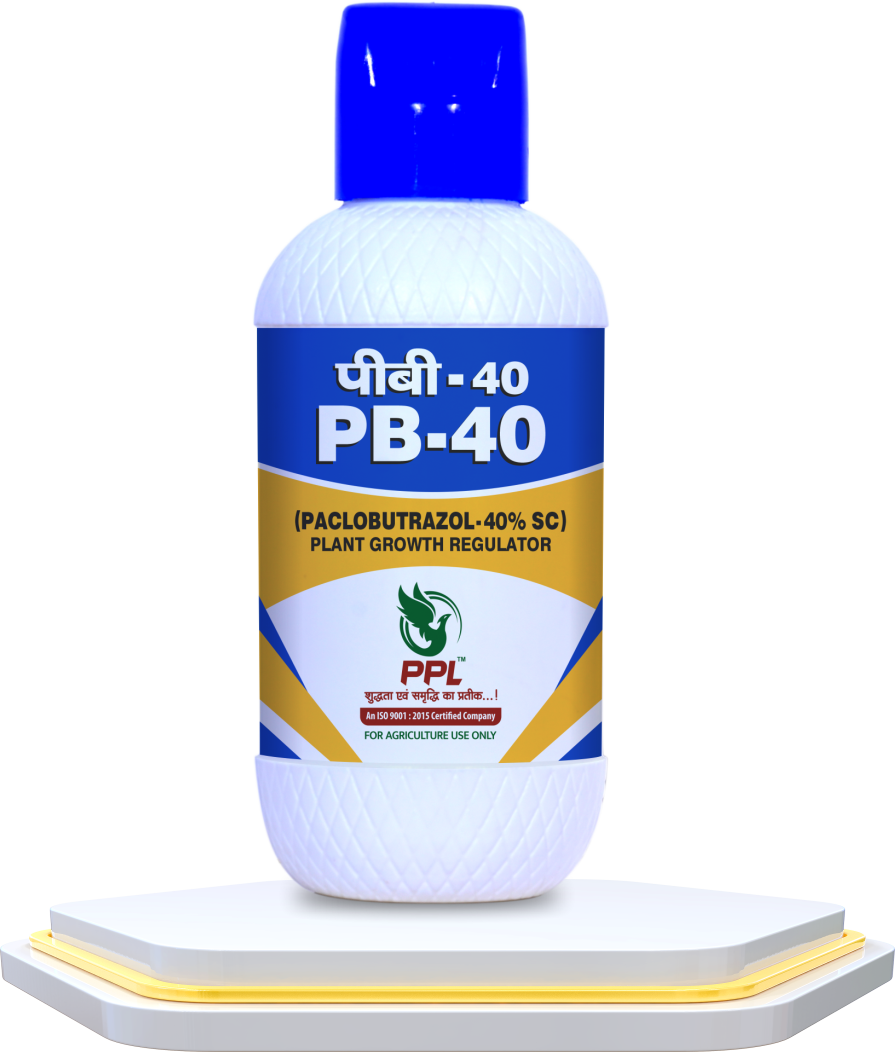 पीबी - 40
PB-40
(PACLOBUTRAZOL-40% SC)
PLANT GROWTH REGULATOR
PPL™
शुद्धता एवं समृद्धि का प्रतीक...!
An ISO 9001 : 2015 Certified Company
FOR AGRICULTURE USE ONLY